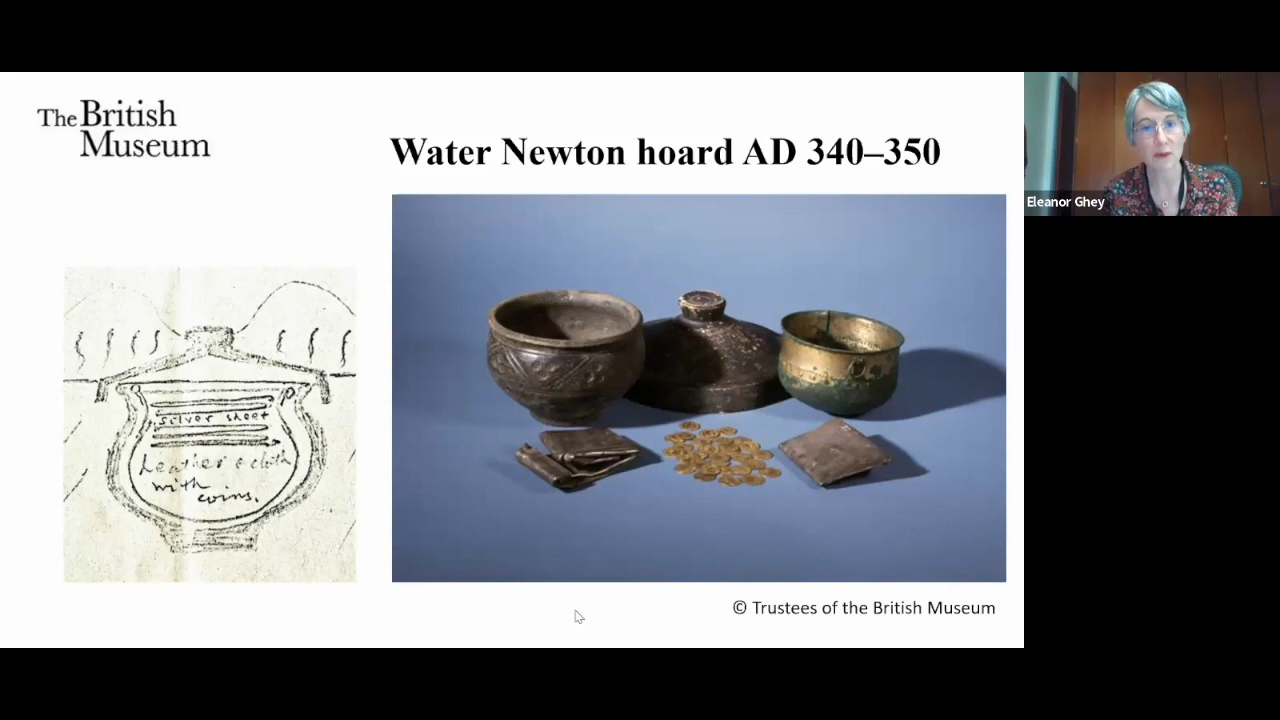 The British
Museum
Water Newton hoard AD 340–350
Eleanor Ghey
silver sheet
leather & cloth
with
coins.
© Trustees of the British Museum